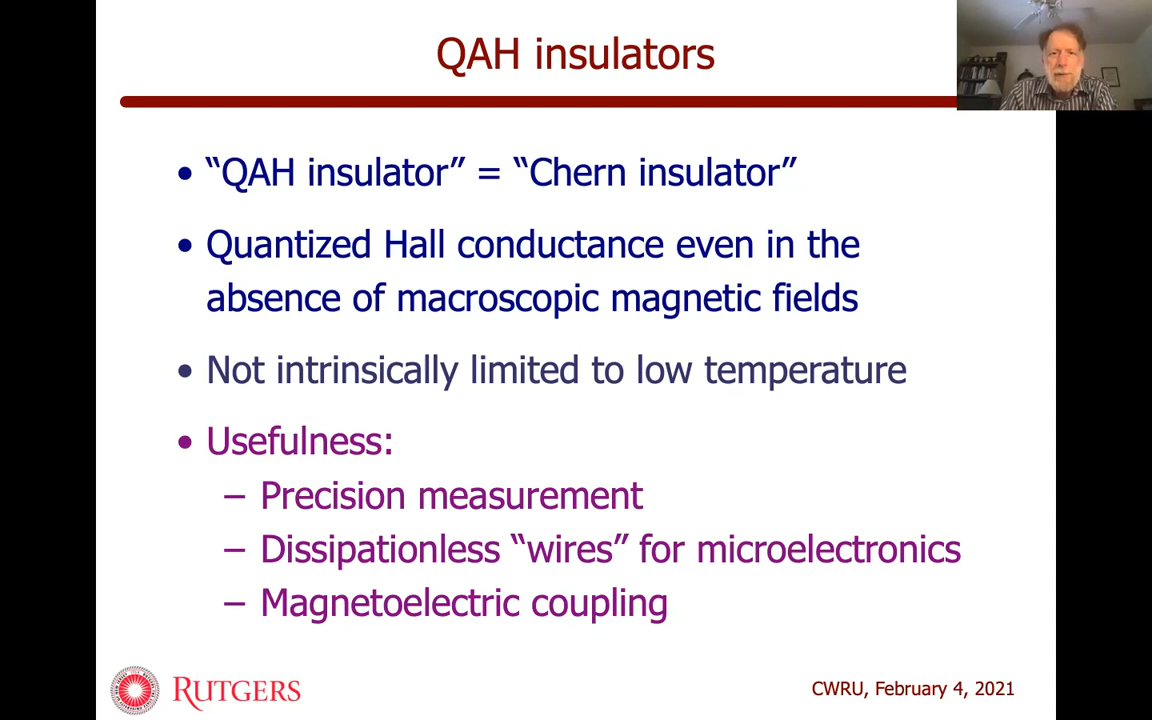 QAH insulators
• “QAH insulator” = “Chern insulator”
• Quantized Hall conductance even in the
absence of macroscopic magnetic fields
• Not intrinsically limited to low temperature
• Usefulness:
– Precision measurement
– Dissipationless “wires” for microelectronics
– Magnetoelectric coupling
RUTGERS
CWRU, February 4, 2021